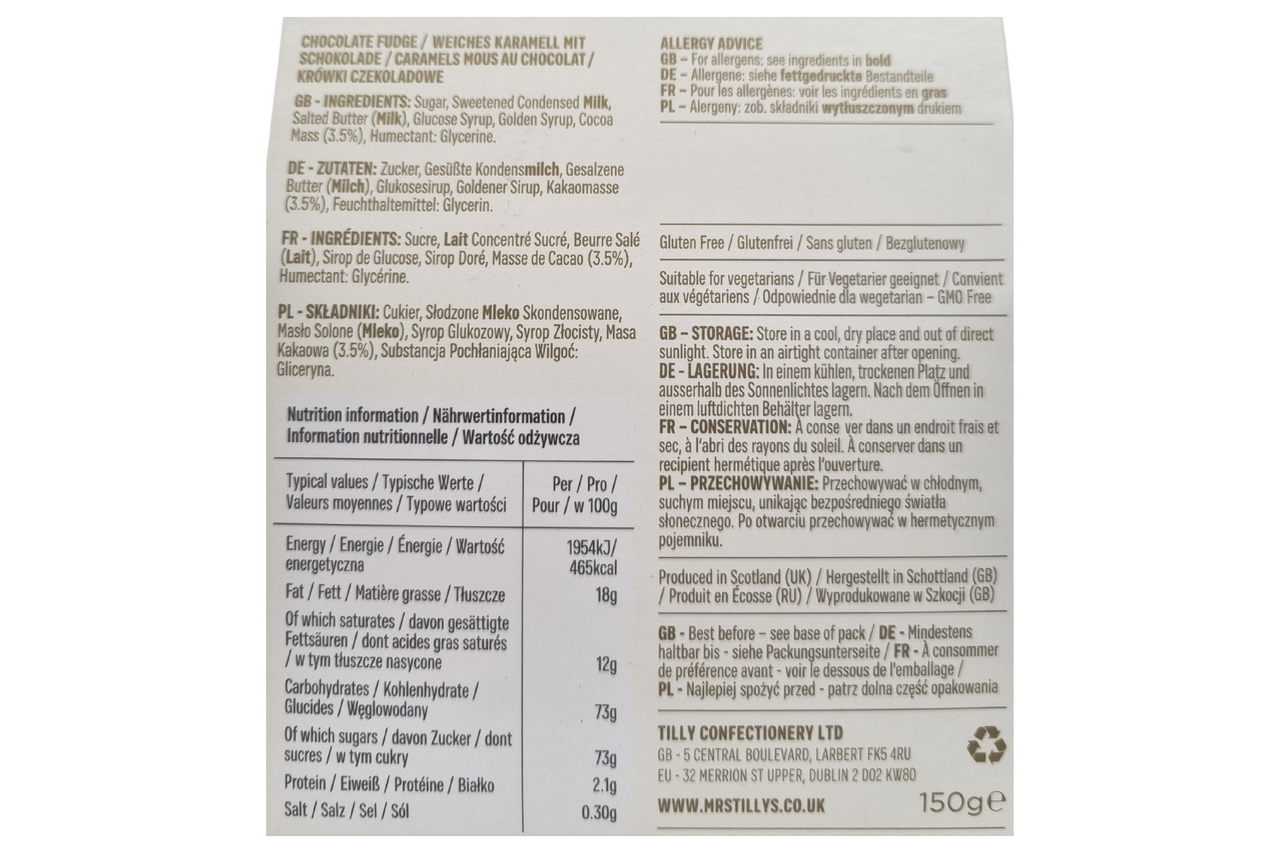 CHOCOLATE FUDGE / WEICHES KARAMELL MIT
SCHOKOLADE / CARAMELS MOUS AU CHOCOLAT /
KRÓWKI CZEKOLADOWE
GB - INGREDIENTS: Sugar, Sweetened Condensed Milk,
Salted Butter (Milk), Glucose Syrup, Golden Syrup, Cocoa
Mass (3.5%), Humectant: Glycerine.
DE - ZUTATEN: Zucker, Gesüßte Kondensmilch, Gesalzene
Butter (Milch), Glukosesirup, Goldener Sirup, Kakaomasse
(3.5%), Feuchthaltemittel: Glycerin.
FR - INGRÉDIENTS: Sucre, Lait Concentré Sucré, Beurre Salé
(Lait), Sirop de Glucose, Sirop Doré, Masse de Cacao (3.5%),
Humectant: Glycérine.
PL - SKŁADNIKI: Cukier, Słodzone Mleko Skondensowane,
Masło Solone (Mleko), Syrop Glukozowy, Syrop Złocisty, Masa
Kakaowa (3.5%), Substancja Pochłaniająca Wilgoć:
Gliceryna.
Nutrition information / Nährwertinformation /
Information nutritionnelle / Wartość odżywcza
Typical values / Typische Werte /
Valeurs moyennes / Typowe wartości
Per / Pro /
Pour / w 100g
Energy / Energie / Énergie / Wartość
energetyczna
1954kJ/
465kcal
Fat / Fett / Matière grasse / Tłuszcze
18g
Of which saturates / davon gesättigte
Fettsäuren / dont acides gras saturés
/ w tym tłuszcze nasycone
12g
Carbohydrates / Kohlenhydrate /
Glucides / Węglowodany
73g
Of which sugars / davon Zucker / dont
sucres / w tym cukry
73g
Protein / Eiweiß / Protéine / Białko
2.1g
Salt / Salz / Sel / Sól
0.30g
ALLERGY ADVICE
GB – For allergens: see ingredients in bold
DE – Allergene: siehe fettgedruckte Bestandteile
FR – Pour les allergènes: voir les ingrédients en gras
PL – Alergeny: zob. składniki wytłuszczonym drukiem
Gluten Free / Glutenfrei / Sans gluten / Bezglutenowy
Suitable for vegetarians / Für Vegetarier geeignet / Convient
aux végétariens / Odpowiednie dla wegetarian – GMO Free
GB – STORAGE: Store in a cool, dry place and out of direct
sunlight. Store in an airtight container after opening.
DE - LAGERUNG: In einem kühlen, trockenen Platz und
ausserhalb des Sonnenlichtes lagern. Nach dem Öffnen in
einem luftdichten Behälter lagern.
FR – CONSERVATION: À conse ver dans un endroit frais et
sec, à l'abri des rayons du soleil. À conserver dans un
recipient hermétique après l'ouverture.
PL – PRZECHOWYWANIE: Przechowywać w chłodnym,
suchym miejscu, unikając bezpośredniego światła
słonecznego. Po otwarciu przechowywać w hermetycznym
pojemniku.
Produced in Scotland (UK) / Hergestellt in Schottland (GB)
/ Produit en Écosse (RU) / Wyprodukowane w Szkocji (GB)
GB - Best before – see base of pack / DE - Mindestens
haltbar bis - siehe Packungsunterseite / FR - À consommer
de préférence avant - voir le dessous de l'emballage /
PL - Najlepiej spożyć przed - patrz dolna część opakowania
TILLY CONFECTIONERY LTD
GB - 5 CENTRAL BOULEVARD, LARBERT FK5 4RU
EU - 32 MERRION ST UPPER, DUBLIN 2 D02 KW80
WWW.MRSTILLYS.CO.UK
150g℮